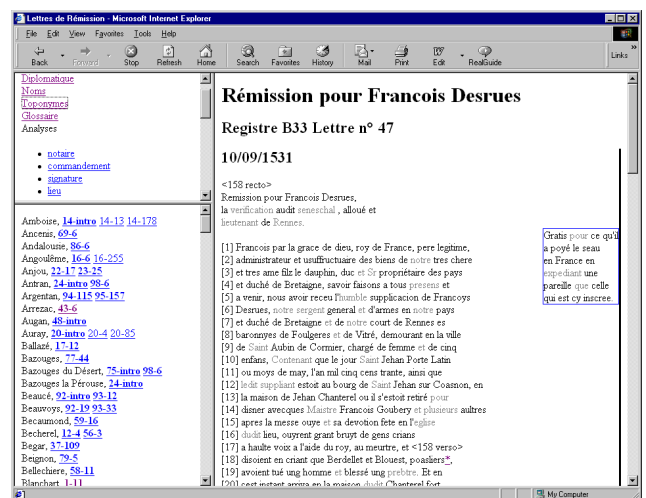 Lettres de Rémission - Microsoft Internet Explorer
File Edit View Favorites Tools Help
Back Forward Stop Refresh Home Search Favorites History Mail Print Edit RealGuide Links »
Diplomatique
Noms
Toponymes
Glossaire
Analyses
notaire
commandement
signature
lieu
Amboise, 14-intro 14-13 14-178
Ancenis, 69-6
Andalousie, 86-6
Angoulême, 16-6 16-255
Anjou, 22-17 23-25
Antran, 24-intro 98-6
Argentan, 94-115 95-157
Arrezac, 43-6
Augan, 48-intro
Auray, 20-intro 20-4 20-85
Ballazé, 17-12
Bazouges, 77-44
Bazouges du Désert, 75-intro 98-6
Bazouges la Pérouse, 24-intro
Beaucé, 92-intro 93-12
Beauvoys, 92-19 93-33
Becaumond, 59-16
Becherel, 12-4 56-3
Begar, 37-109
Beignon, 79-5
Bellechiere, 58-11
Blanchart, 1-11
Rémission pour Francois Desrues
Registre B33 Lettre n° 47
10/09/1531
<158 recto>
Remission pour Francois Desrues,
la verification audit seneschal , alloué et
lieutenant de Rennes.
Gratis pour ce qu'il
a poyé le seau
en France en
expediant une
pareille que celle
qui est cy inscree.
[1] Francois par la grace de dieu, roy de France, pere legitime,
[2] administrateur et usuffructuaire des biens de notre tres chere
[3] et tres ame filz le dauphin, duc et Sr propriétaire des pays
[4] et duché de Bretaigne, savoir faisons a tous presens et
[5] a venir, nous avoir receu l'humble supplicacion de Francoys
[6] Desrues, notre sergent general et d'armes en notre pays
[7] et duché de Bretaigne et de notre court de Rennes es
[8] baronnyes de Foulgeres et de Vitré, demourant en la ville
[9] de Saint Aubin de Cormier, chargé de femme et de cinq
[10] enfans, Contenant que le jour Saint Jehan Porte Latin
[11] ou moys de may, l'an mil cinq cens trante, ainsi que
[12] ledit suppliant estoit au bourg de Saint Jehan sur Coasnon, en
[13] la maison de Jehan Chanterel ou il s'estoit retiré pour
[14] disner avecques Maistre Francois Goubery et plusieurs aultres
[15] apres la messe ouye et sa devotion fete en l'eglise
[16] dudit lieu, ouyrent grant bruyt de gens crians
[17] a haulte voix a l'aide du roy, au meurtre, et <158 verso>
[18] disoient en criant que Berdellet et Blouest, poasliers*,
[19] avoient tué ung homme et blessé ung prebtre. Et en
[20] cest instant arriva en la maison dudit Chanterel fort
My Computer